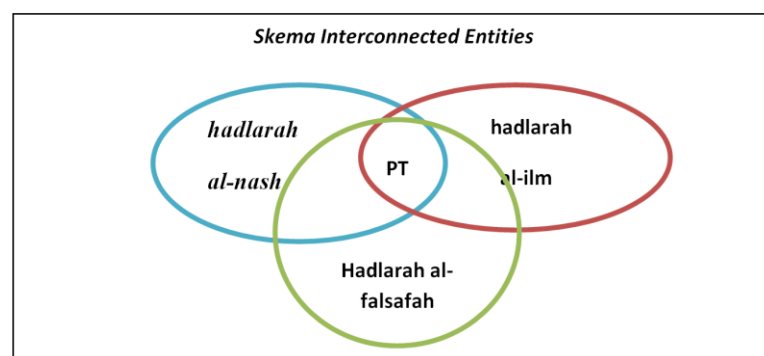 Skema Interconnected Entities
hadlarah
al-nash
PT
hadlarah
al-ilm
Hadlarah al-
falsafah